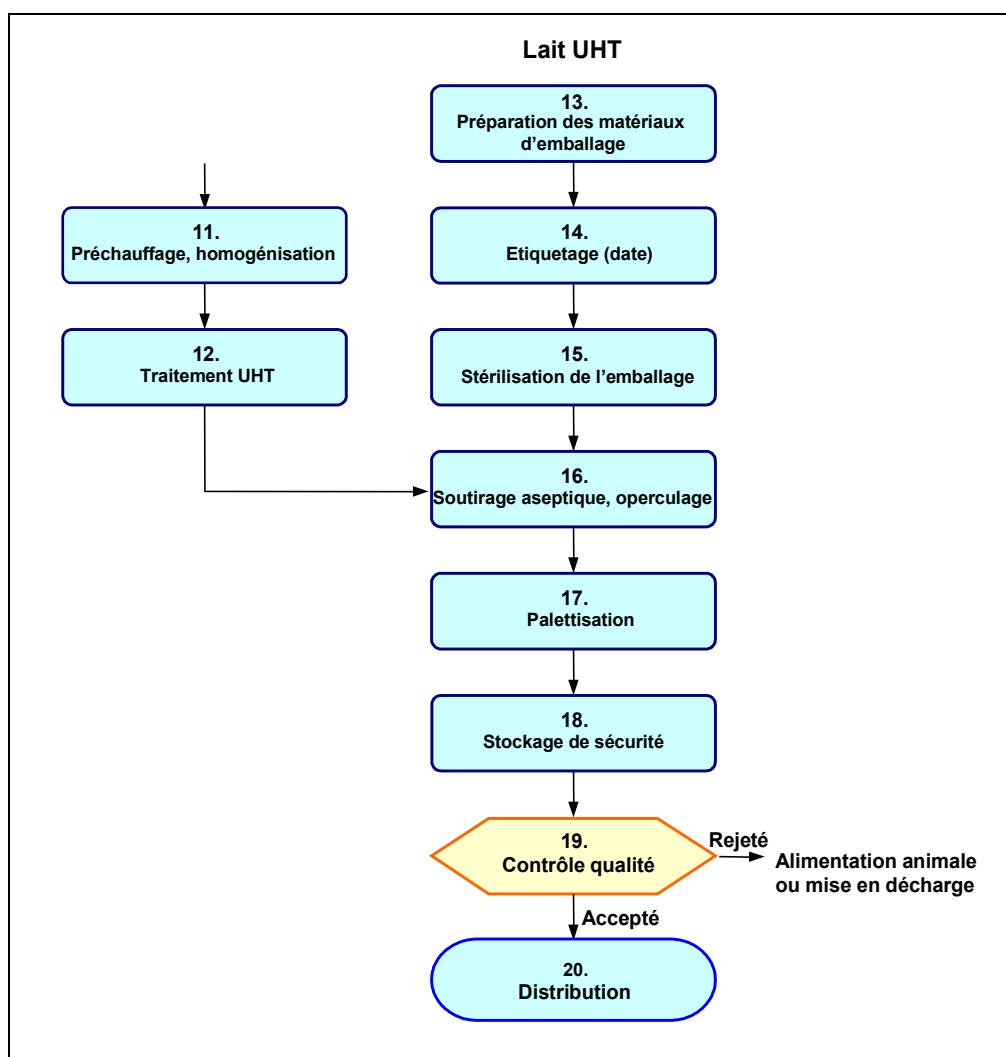 Lait UHT
13.
Préparation des matériaux
d’emballage
11.
Préchauffage, homogénisation
14.
Etiquetage (date)
12.
Traitement UHT
15.
Stérilisation de l’emballage
16.
Soutirage aseptique, operculage
17.
Palettisation
18.
Stockage de sécurité
19.
Contrôle qualité
Rejeté
Alimentation animale
ou mise en décharge
Accepté
20.
Distribution